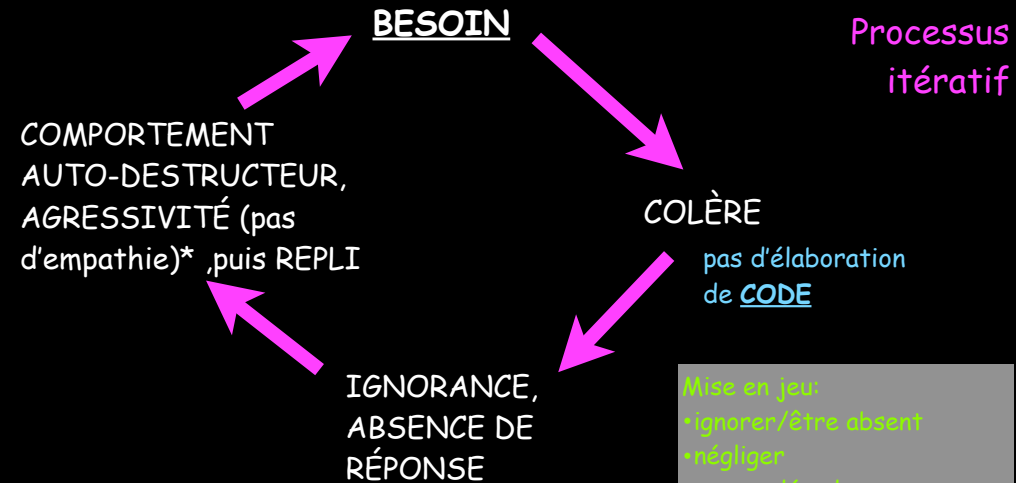 BESOIN
Processus
itératif
COMPORTEMENT
AUTO-DESTRUCTEUR,
AGRESSIVITÉ (pas
d'empathie)* ,puis REPLI
COLÈRE
pas d'élaboration
de CODE
IGNORANCE,
ABSENCE DE
RÉPONSE
Mise en jeu:
•ignorer/être absent
•négliger